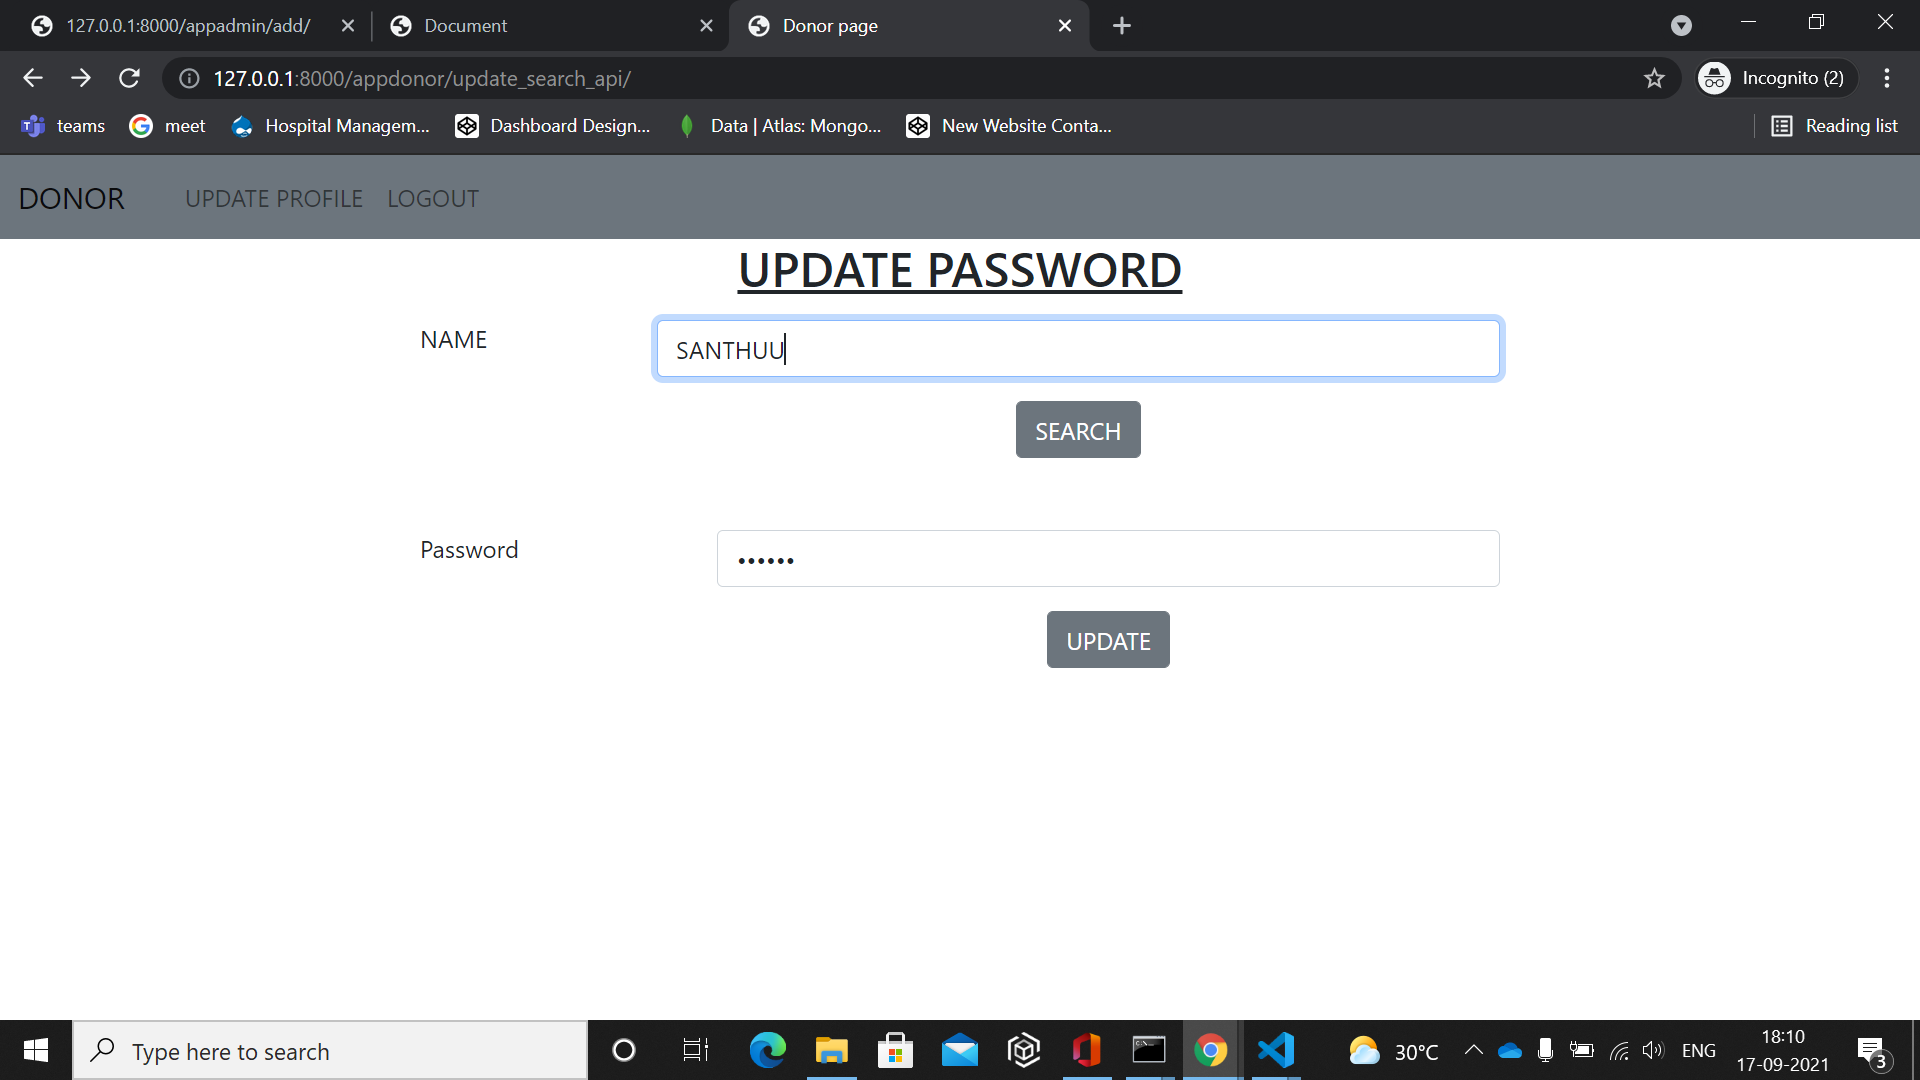 127.0.0.1:8000/appadmin/add/
Document
Donor page
127.0.0.1:8000/appdonor/update_search_api/
Incognito (2)
teams
meet
Hospital Managem...
Dashboard Design...
Data | Atlas: Mongo...
New Website Conta...
Reading list
DONOR
UPDATE PROFILE
LOGOUT
UPDATE PASSWORD
NAME
SANTHUU
SEARCH
Password
••••••
UPDATE
Type here to search
30°C
ENG
18:10
17-09-2021
3